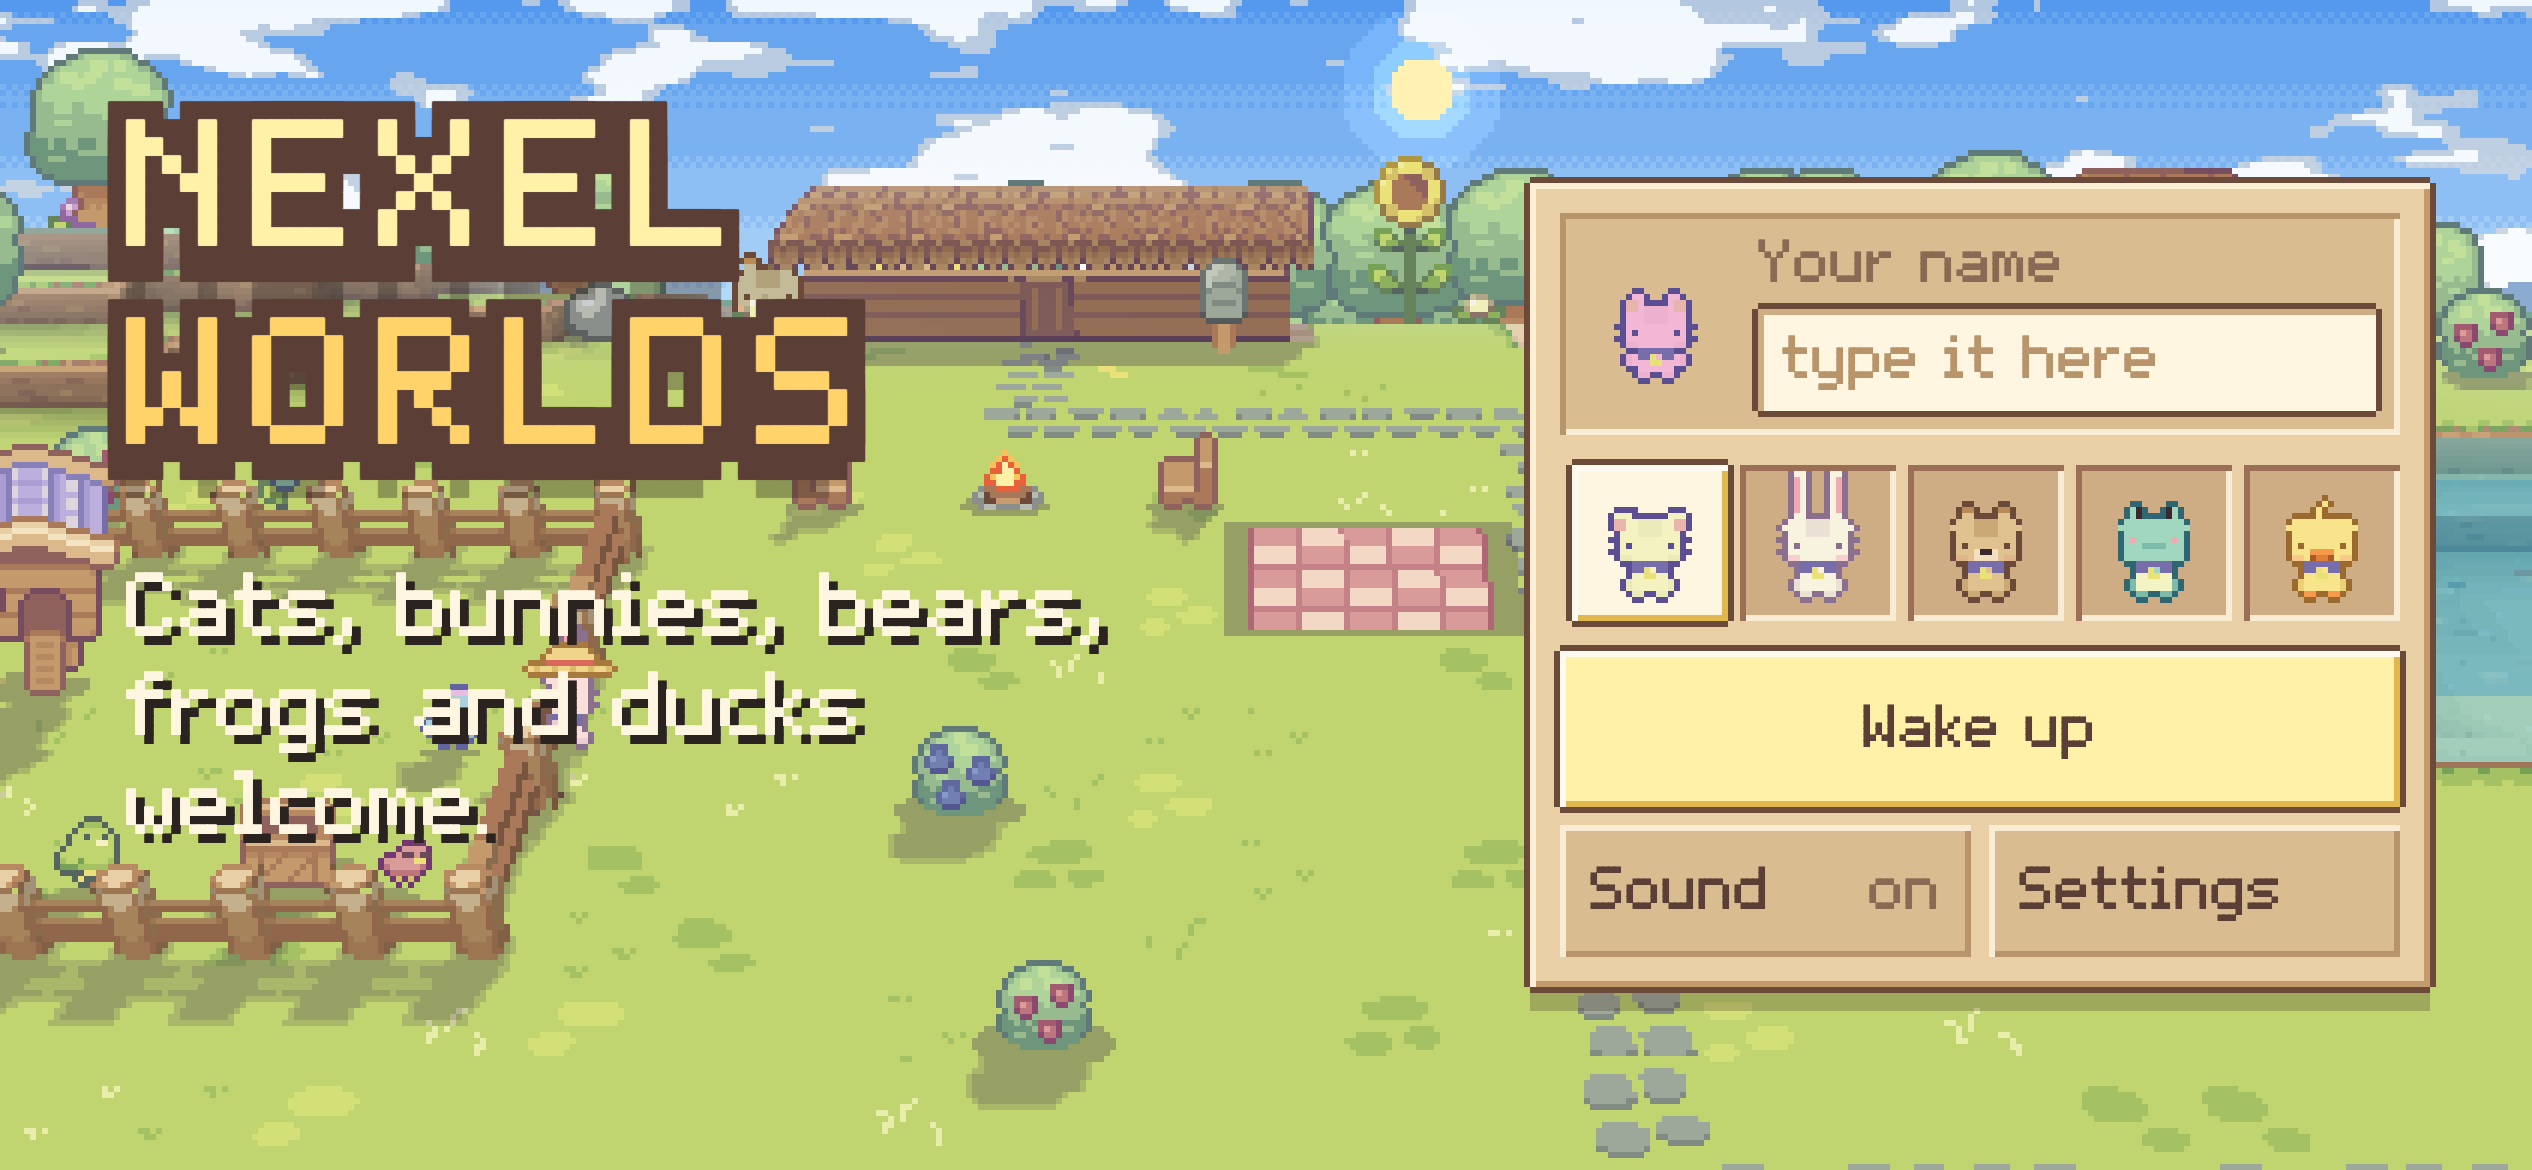 NEXEL
WORLDS
Cats, bunnies, bears,
frogs and ducks
welcome.
Your name
type it here
Wake up
Sound on
Settings